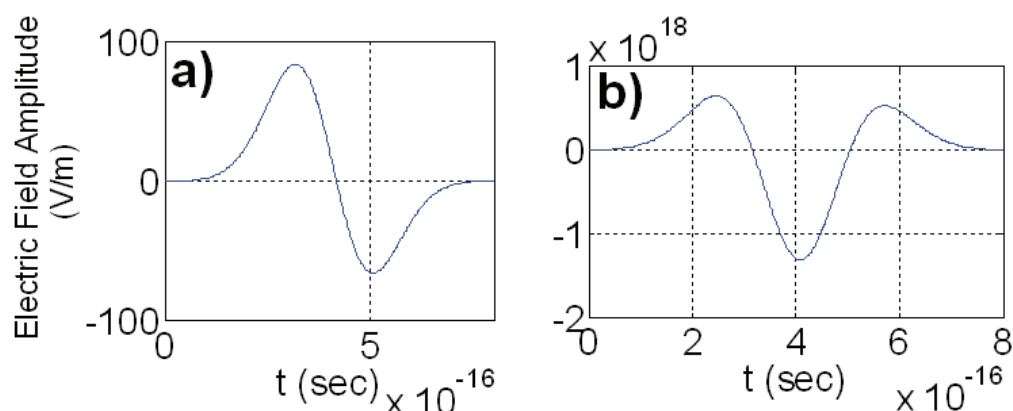 Electric Field Amplitude
(V/m)
a)
100
0
-100
0
5
t (sec)
x 10^-16
b)
x 10^18
1
0
-1
-2
0
2
4
6
8
t (sec)
x 10^-16